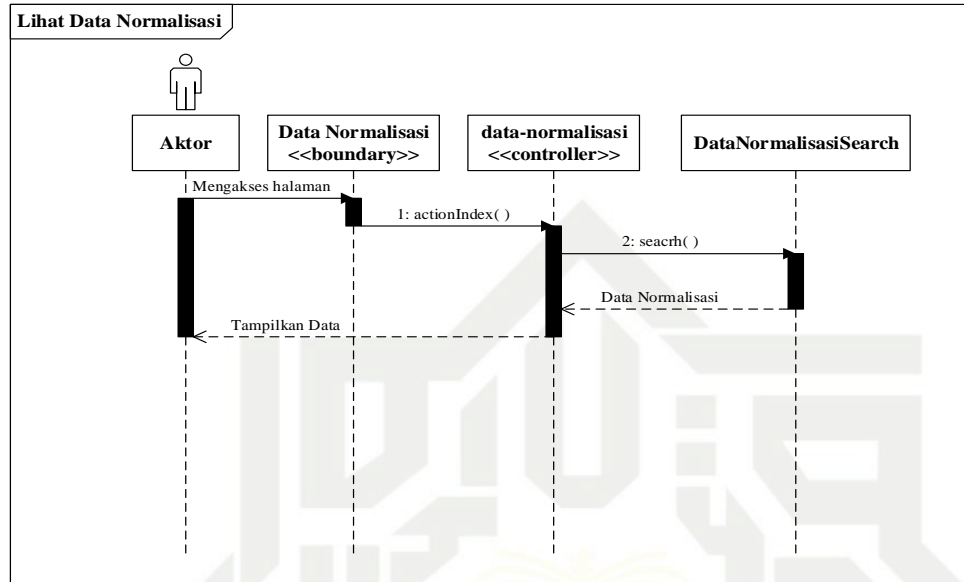 Lihat Data Normalisasi
Aktor
Data Normalisasi
<<boundary>>
data-normalisasi
<<controller>>
DataNormalisasiSearch
Mengakses halaman
1: actionIndex( )
2: seacrh( )
Data Normalisasi
Tampilkan Data